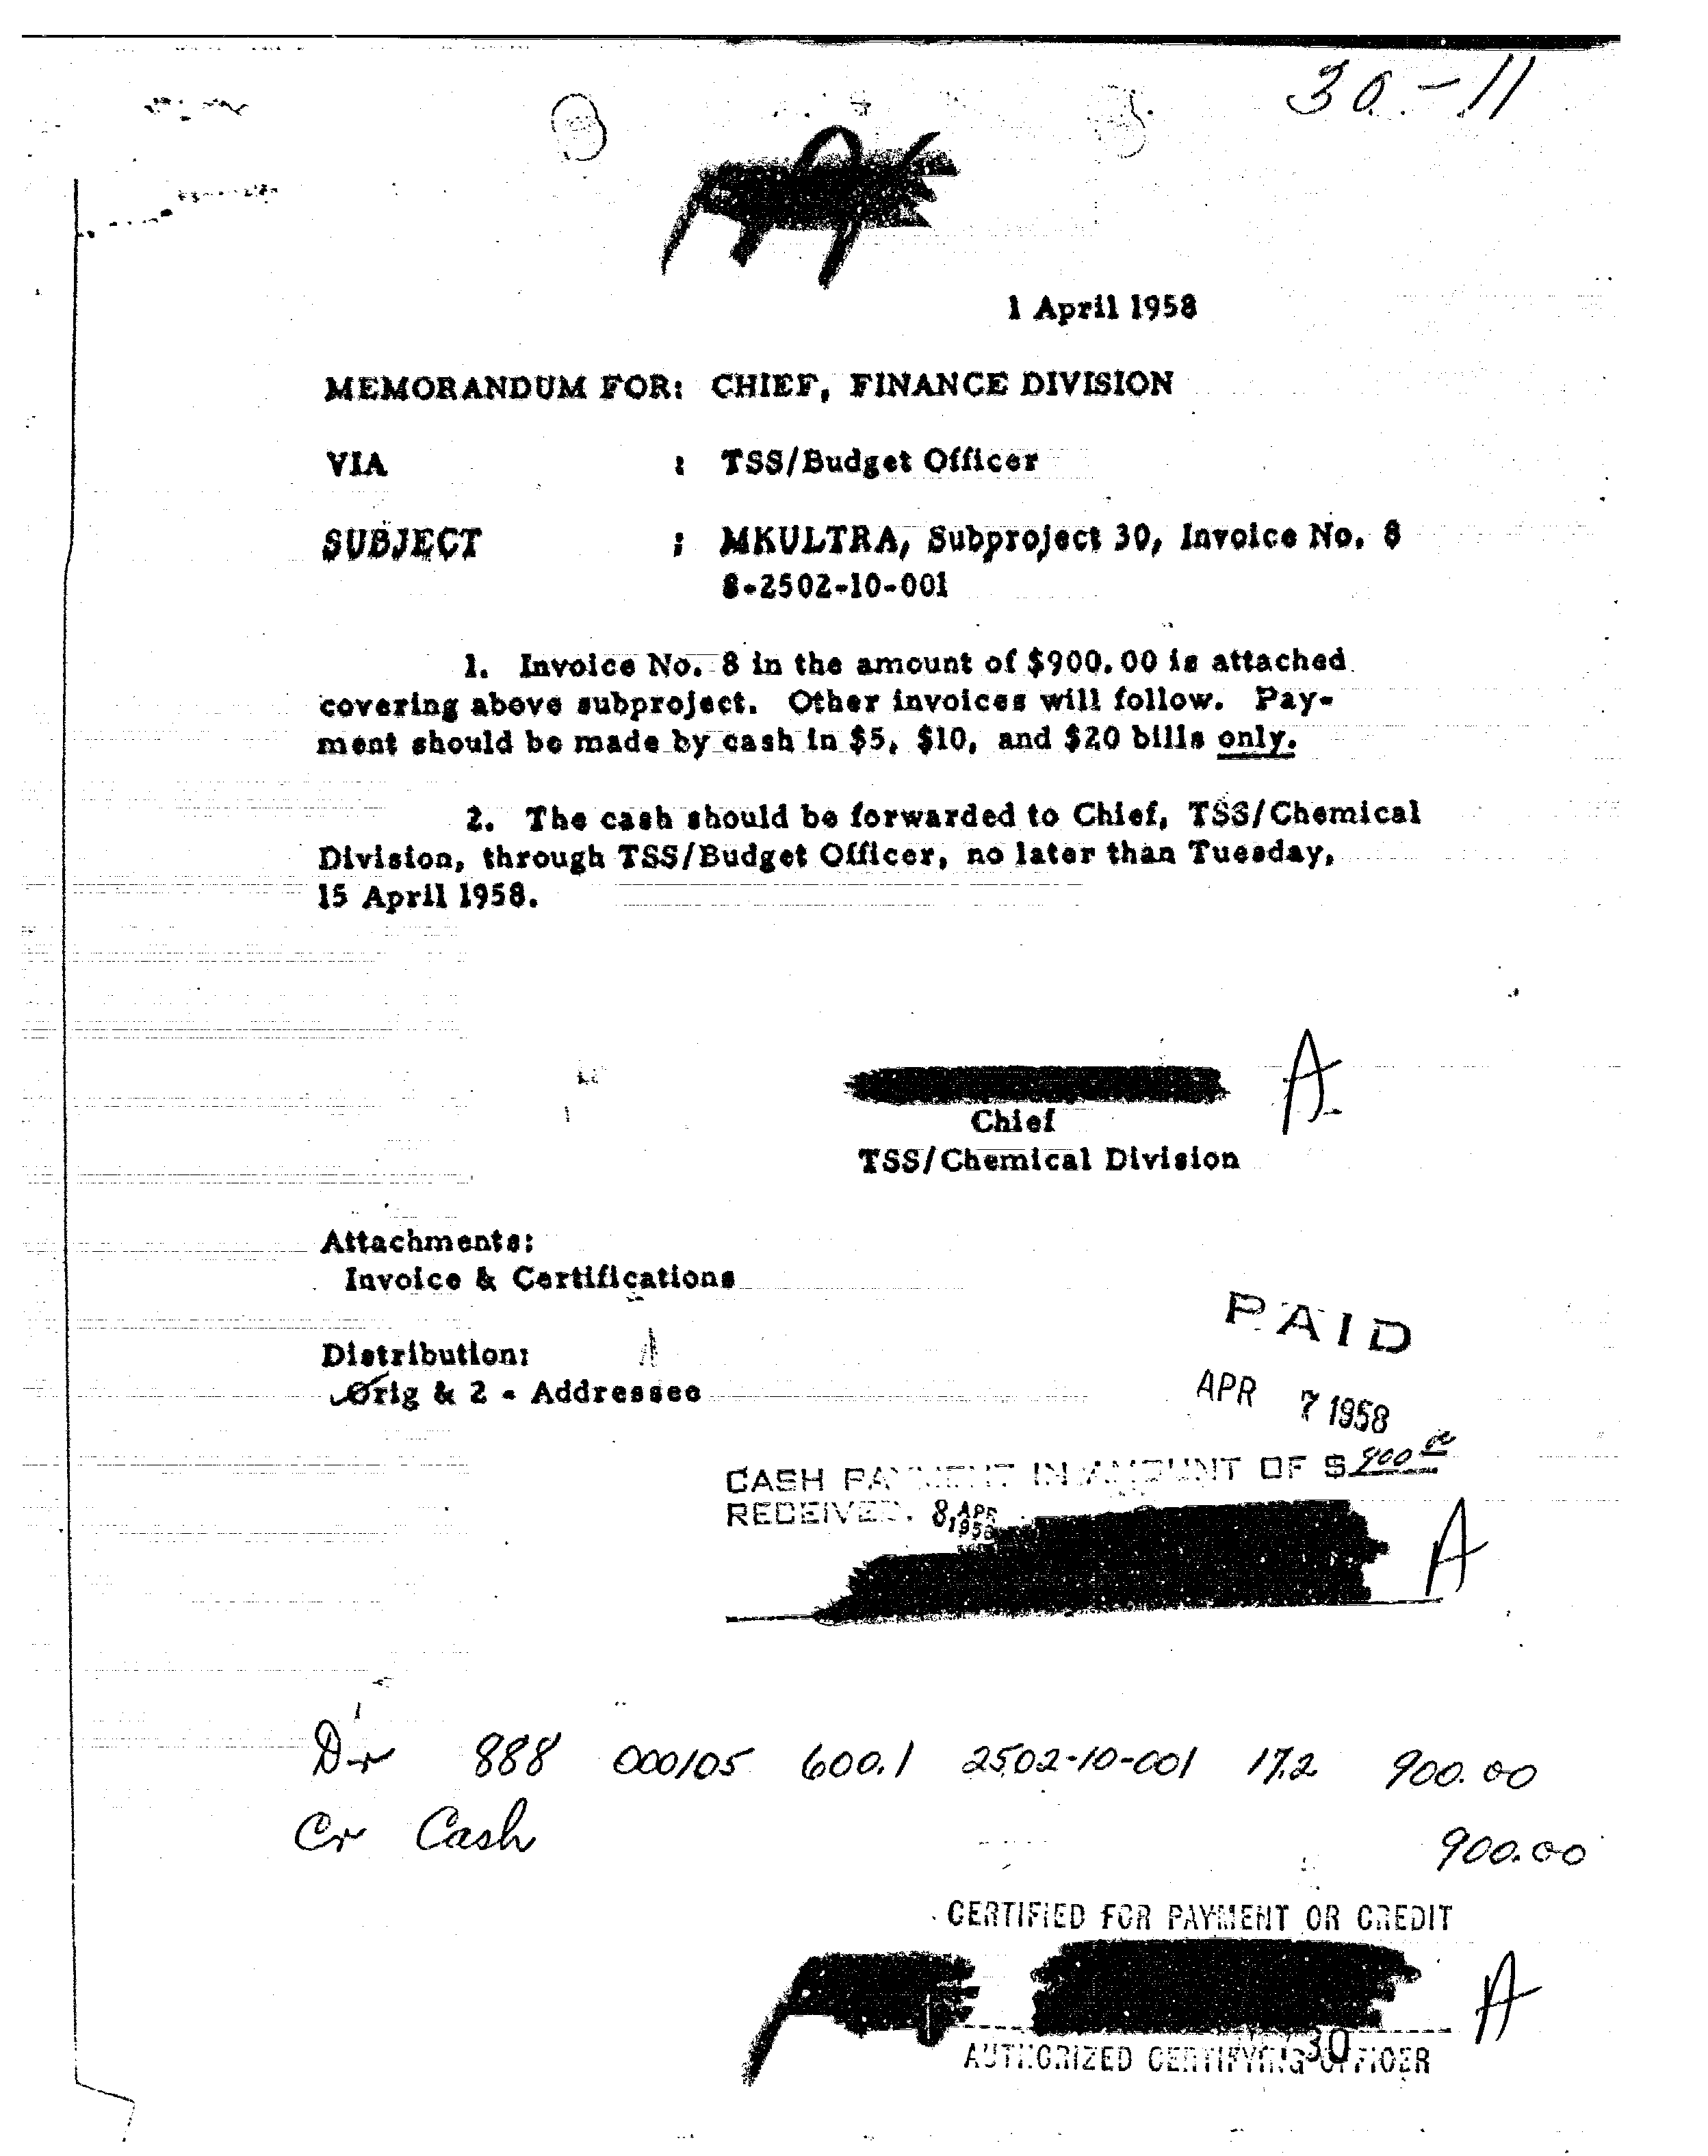 30-11
1 April 1958
MEMORANDUM FOR: CHIEF, FINANCE DIVISION
VIA : TSS/Budget Officer
SUBJECT : MKULTRA, Subproject 30, Invoice No. 8
8-2502-10-001
1. Invoice No. 8 in the amount of $900.00 is attached
covering above subproject. Other invoices will follow. Pay-
ment should be made by cash in $5, $10, and $20 bills only.
2. The cash should be forwarded to Chief, TSS/Chemical
Division, through TSS/Budget Officer, no later than Tuesday,
15 April 1958.
A
Chief
TSS/Chemical Division
Attachments:
Invoice & Certifications
Distribution:
Orig & 2 - Addressee
PAID
APR 7 1958
CASH PAYMENT IN AMOUNT OF $ 900 00
RECEIVED. 8 APR 1958
A
Dr 888 000105 600.1 2502-10-001 17.2 900.00
Cr Cash 900.00
CERTIFIED FOR PAYMENT OR CREDIT
A
30
AUTHORIZED CERTIFYING OFFICER